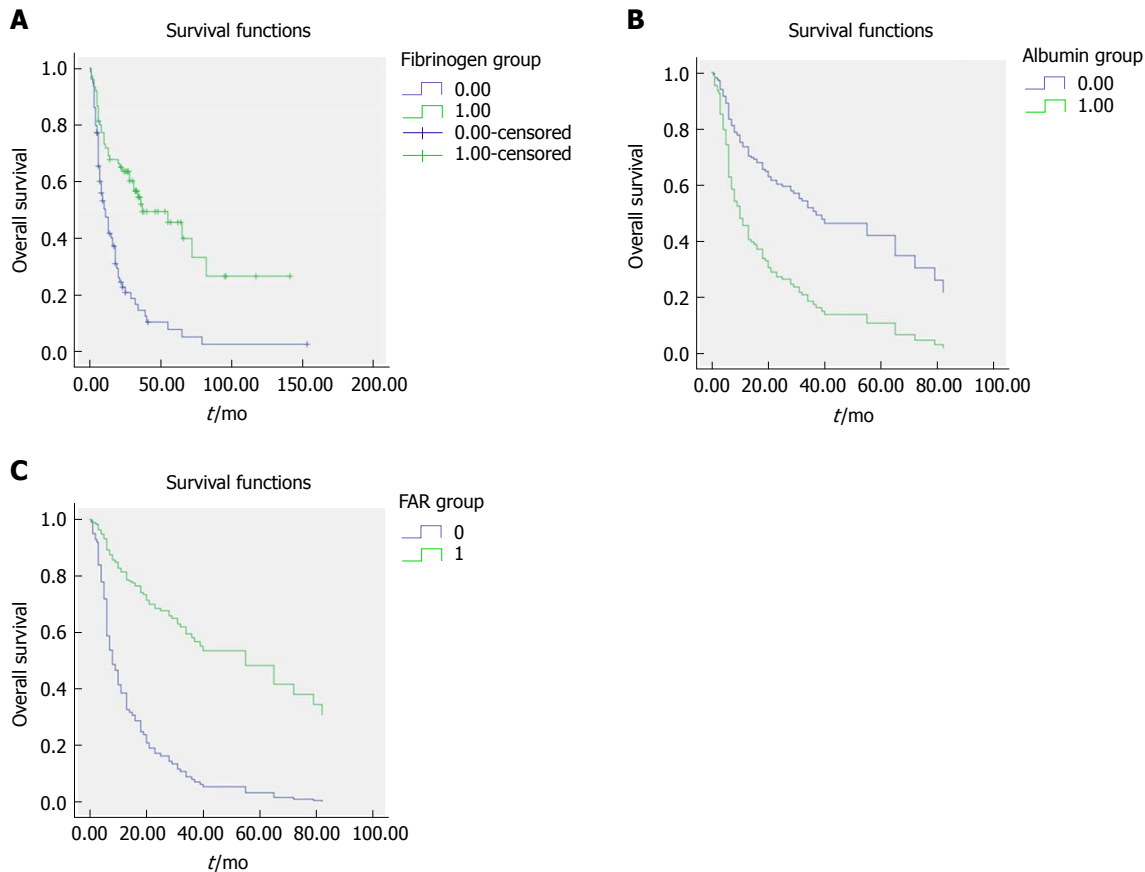 A
Survival functions
Fibrinogen group
0.00
1.00
0.00-censored
1.00-censored
Overall survival
1.0
0.8
0.6
0.4
0.2
0.0
0.00 50.00 100.00 150.00 200.00
t/mo
B
Survival functions
Albumin group
0.00
1.00
Overall survival
1.0
0.8
0.6
0.4
0.2
0.0
0.00 20.00 40.00 60.00 80.00 100.00
t/mo
C
Survival functions
FAR group
0
1
Overall survival
1.0
0.8
0.6
0.4
0.2
0.0
0.00 20.00 40.00 60.00 80.00 100.00
t/mo